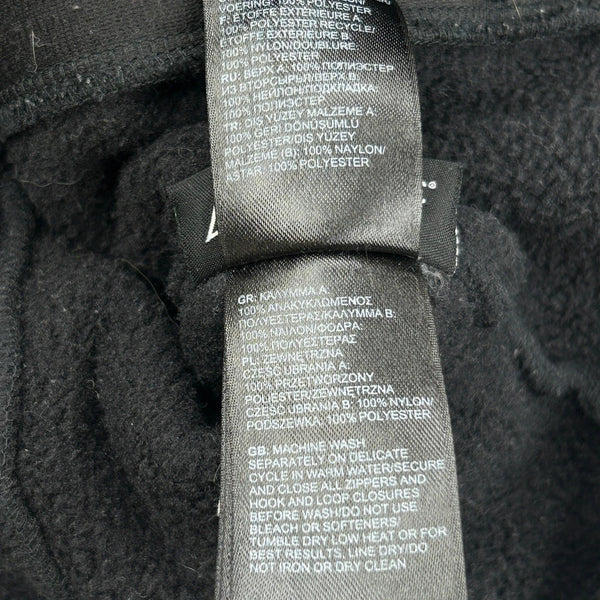 VOERING: 100% POLYESTER
F: ÉTOFFE EXTÉRIEURE A:
100% POLYESTER RECYCLÉ/
ÉTOFFE EXTÉRIEURE B:
100% NYLON/DOUBLURE:
100% POLYESTER
RU: ВЕРХ А: 100% ПОЛИЭСТЕР
ИЗ ВТОРСЫРЬЯ/ВЕРХ B:
100% НЕЙЛОН/ПОДКЛАДКА:
100% ПОЛИЭСТЕР
TR: DIŞ YÜZEY MALZEME A:
100% GERİ DÖNÜŞÜMLÜ
POLYESTER/DIŞ YÜZEY
MALZEME (B): 100% NAYLON/
ASTAR: 100% POLYESTER
GR: ΚΑΛΥΜΜΑ Α:
100% ΑΝΑΚΥΚΛΩΜΕΝΟΣ
ΠΟΛΥΕΣΤΕΡΑΣ/ΚΑΛΥΜΜΑ Β:
100% ΝΑΙΛΟΝ/ΦΟΔΡΑ:
100% ΠΟΛΥΕΣΤΕΡΑΣ
PL: ZEWNĘTRZNA
CZĘŚĆ UBRANIA A:
100% PRZETWORZONY
POLIESTER/ZEWNĘTRZNA
CZĘŚĆ UBRANIA B: 100% NYLON/
PODSZEWKA: 100% POLYESTER
GB: MACHINE WASH
SEPARATELY ON DELICATE
CYCLE IN WARM WATER/SECURE
AND CLOSE ALL ZIPPERS AND
HOOK AND LOOP CLOSURES
BEFORE WASH/DO NOT USE
BLEACH OR SOFTENERS/
TUMBLE DRY LOW HEAT OR FOR
BEST RESULTS, LINE DRY/DO
NOT IRON OR DRY CLEAN